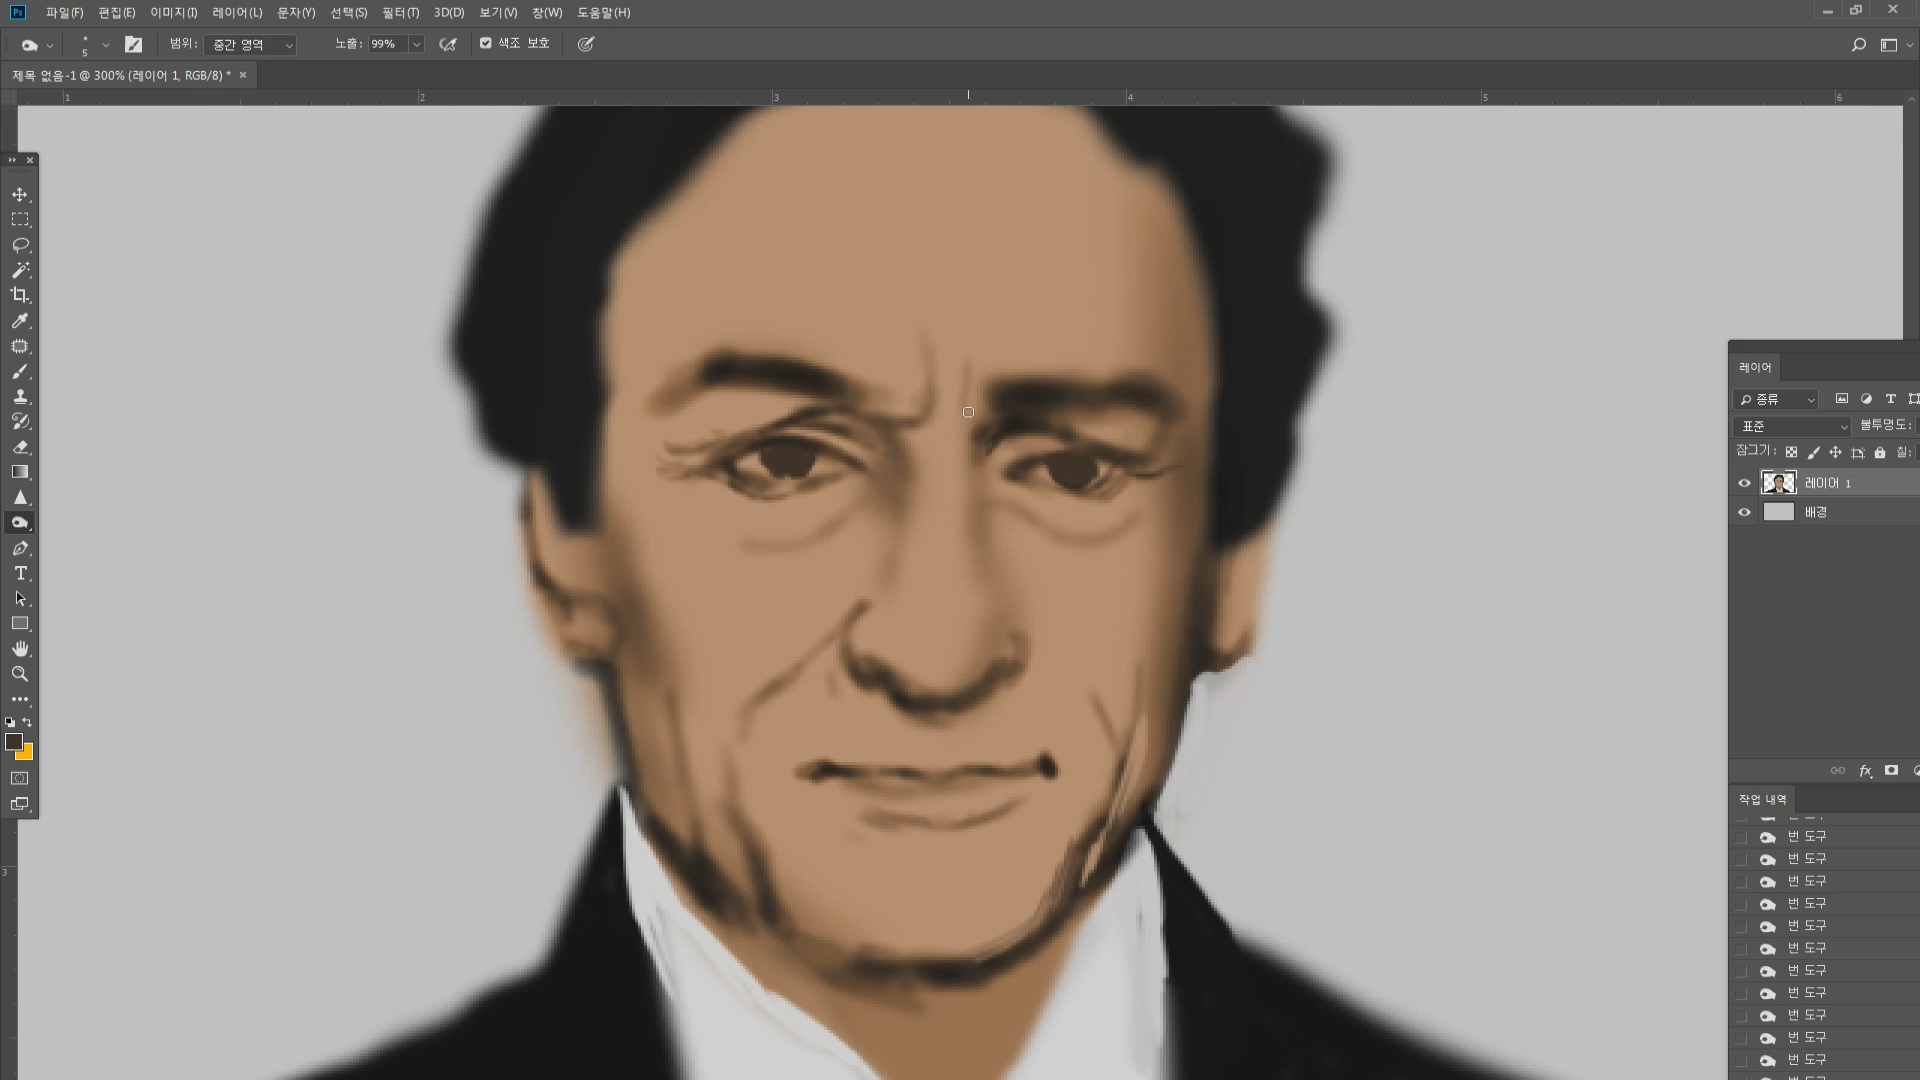 Ps 파일(F) 편집(E) 이미지(I) 레이어(L) 문자(Y) 선택(S) 필터(T) 3D(D) 보기(V) 창(W) 도움말(H)
5 범위: 중간 영역 노출: 99% 색조 보호
제목 없음-1 @ 300% (레이어 1, RGB/8) *
1 2 3 4 5 6
레이어
종류
표준 불투명도:
잠그기: 칠:
레이어 1
배경
fx
작업 내역
번 도구
번 도구
번 도구
번 도구
번 도구
번 도구
번 도구
번 도구
번 도구
번 도구
번 도구
3